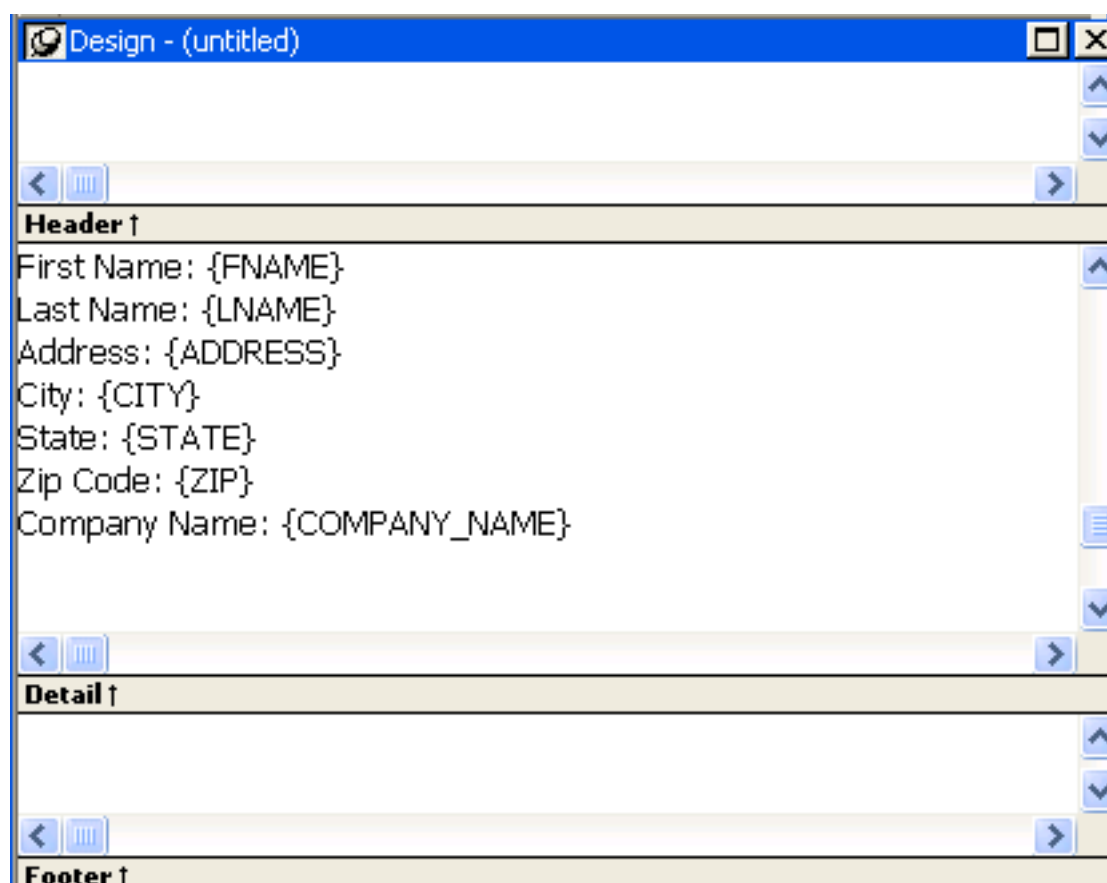 Design - (untitled)
Header ↑
First Name: {FNAME}
Last Name: {LNAME}
Address: {ADDRESS}
City: {CITY}
State: {STATE}
Zip Code: {ZIP}
Company Name: {COMPANY_NAME}
Detail ↑
Footer ↑